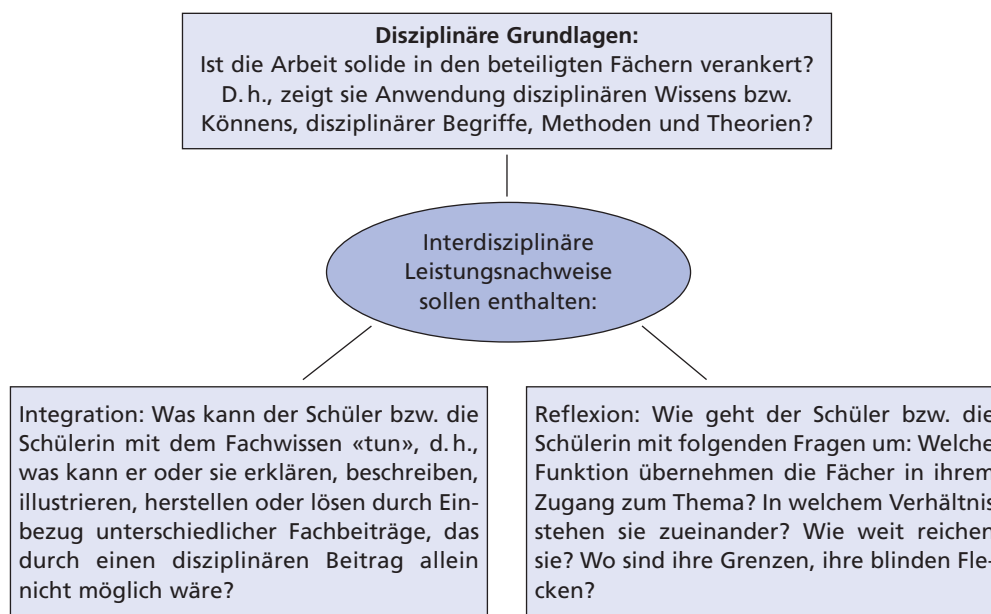 Disziplinäre Grundlagen:
Ist die Arbeit solide in den beteiligten Fächern verankert?
D. h., zeigt sie Anwendung disziplinären Wissens bzw.
Könnens, disziplinärer Begriffe, Methoden und Theorien?
Interdisziplinäre
Leistungsnachweise
sollen enthalten:
Integration: Was kann der Schüler bzw. die
Schülerin mit dem Fachwissen «tun», d. h.,
was kann er oder sie erklären, beschreiben,
illustrieren, herstellen oder lösen durch Ein-
bezug unterschiedlicher Fachbeiträge, das
durch einen disziplinären Beitrag allein
nicht möglich wäre?
Reflexion: Wie geht der Schüler bzw. die
Schülerin mit folgenden Fragen um: Welche
Funktion übernehmen die Fächer in ihrem
Zugang zum Thema? In welchem Verhältnis
stehen sie zueinander? Wie weit reichen
sie? Wo sind ihre Grenzen, ihre blinden Fle-
cken?